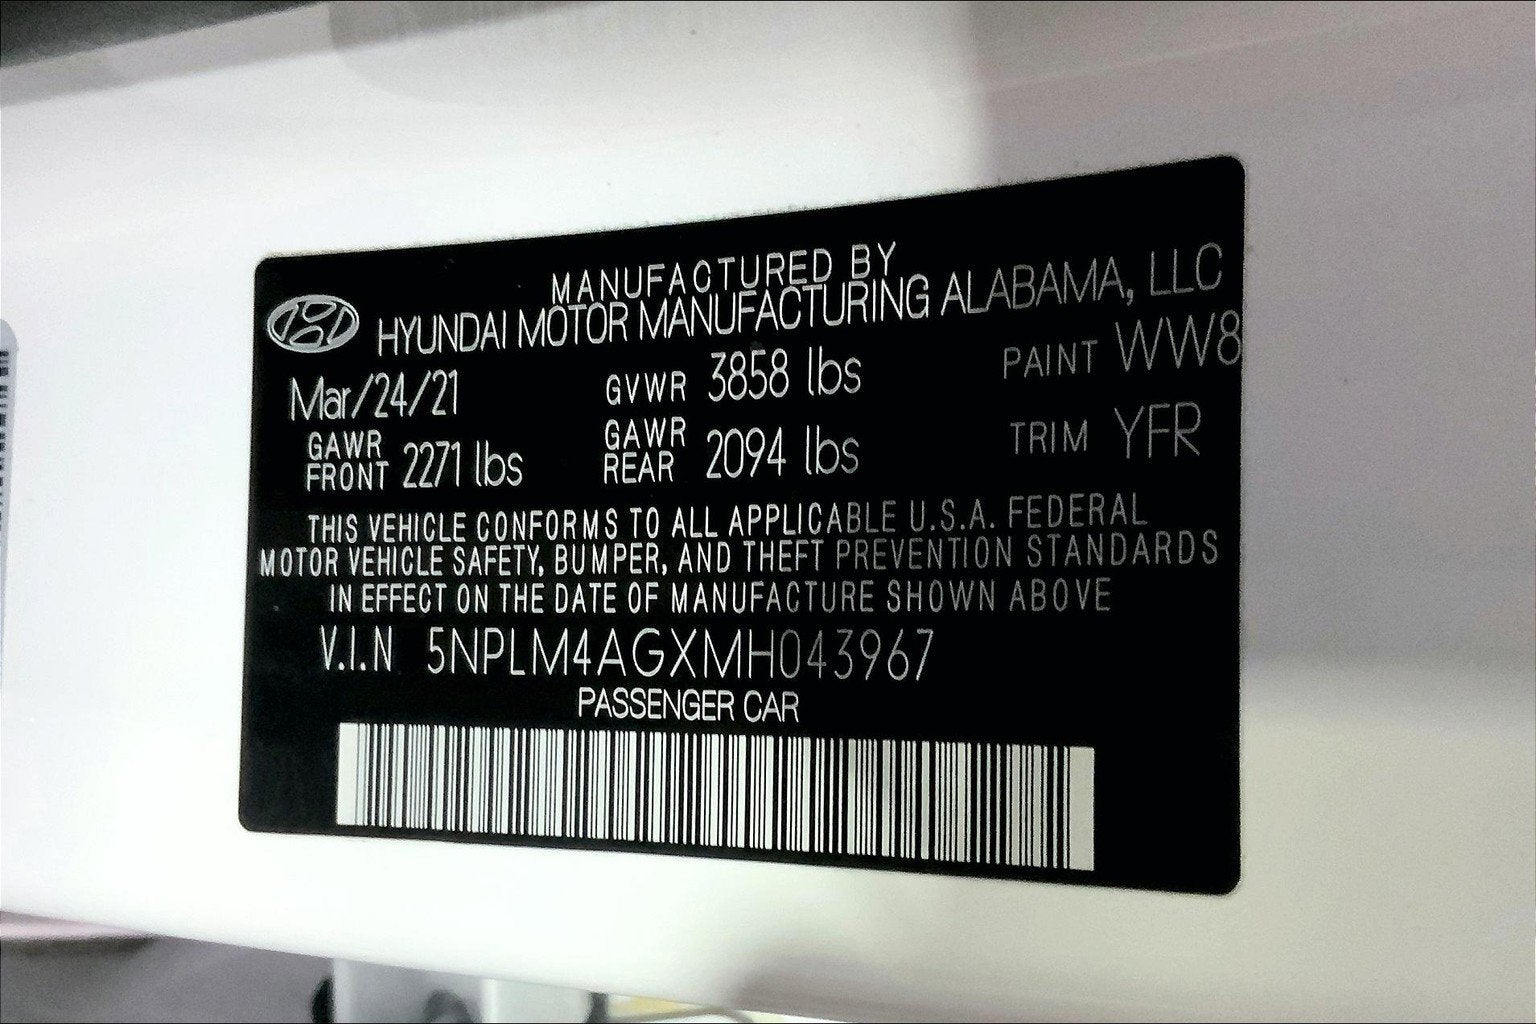 MANUFACTURED BY
HYUNDAI MOTOR MANUFACTURING ALABAMA, LLC
Mar/24/21 GVWR 3858 lbs PAINT WW8
GAWR FRONT 2271 lbs GAWR REAR 2094 lbs TRIM YFR
THIS VEHICLE CONFORMS TO ALL APPLICABLE U.S.A. FEDERAL
MOTOR VEHICLE SAFETY, BUMPER, AND THEFT PREVENTION STANDARDS
IN EFFECT ON THE DATE OF MANUFACTURE SHOWN ABOVE
V.I.N 5NPLM4AGXMH043967
PASSENGER CAR